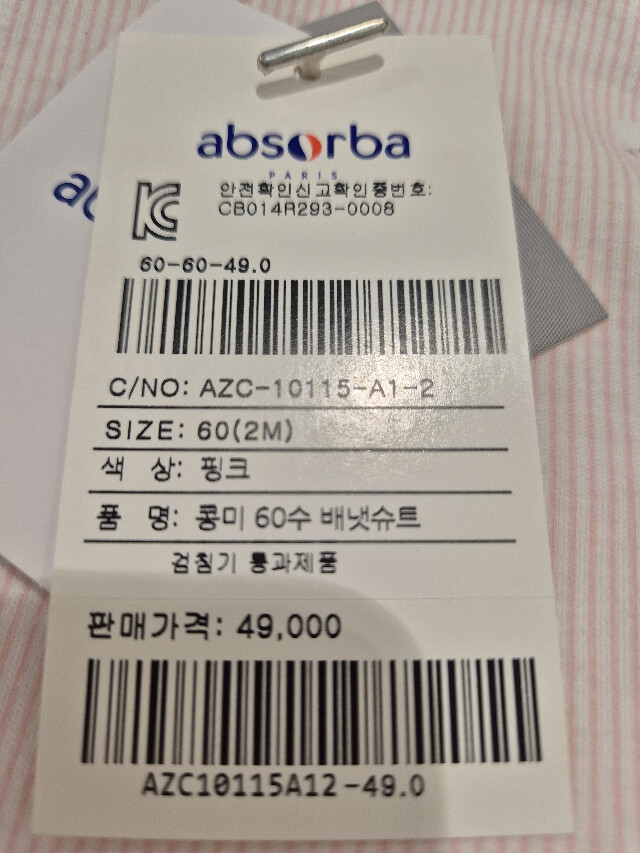 absorba
PARIS
안전확인신고확인증번호:
CB014R293-0008
60-60-49.0
C/NO: AZC-10115-A1-2
SIZE: 60(2M)
색 상: 핑크
품 명: 콩미 60수 배냇슈트
검침기 통과제품
판매가격: 49,000
AZC10115A12-49.0